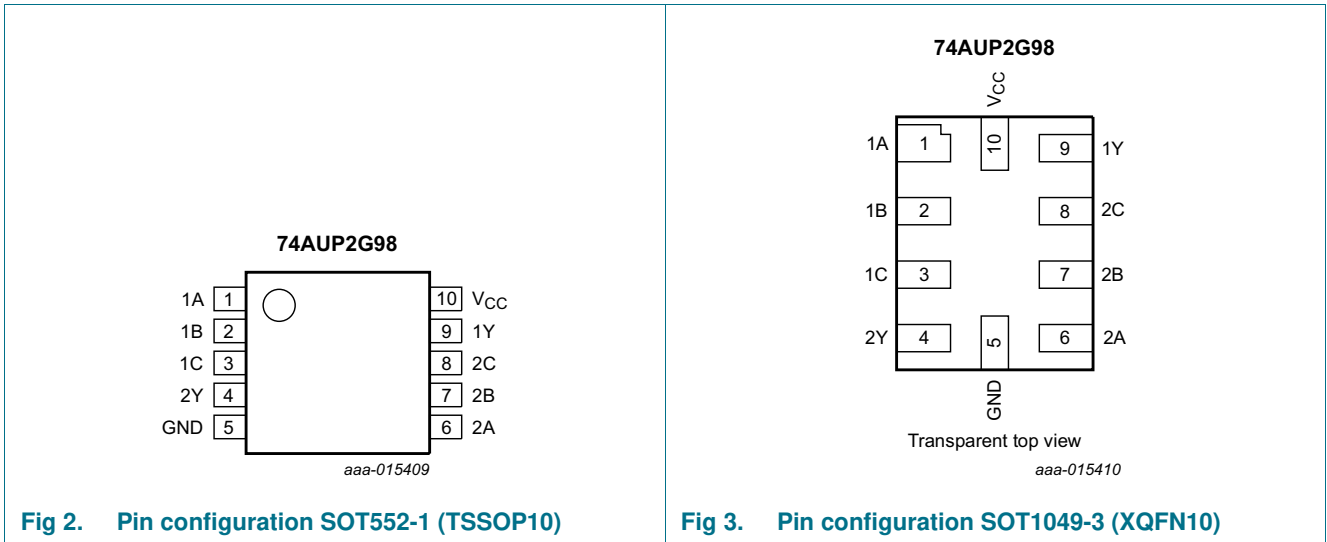 74AUP2G98
1A 1 10 VCC
1B 2 9 1Y
1C 3 8 2C
2Y 4 7 2B
GND 5 6 2A
aaa-015409
Fig 2. Pin configuration SOT552-1 (TSSOP10)
74AUP2G98
VCC
1A 1 10 9 1Y
1B 2 8 2C
1C 3 7 2B
2Y 4 5 6 2A
GND
Transparent top view
aaa-015410
Fig 3. Pin configuration SOT1049-3 (XQFN10)